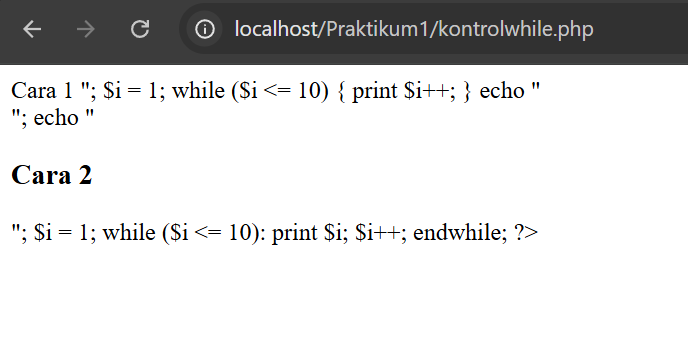 localhost/Praktikum1/kontrolwhile.php
Cara 1 "; $i = 1; while ($i <= 10) { print $i++; } echo "
"; echo "
Cara 2
"; $i = 1; while ($i <= 10): print $i; $i++; endwhile; ?>